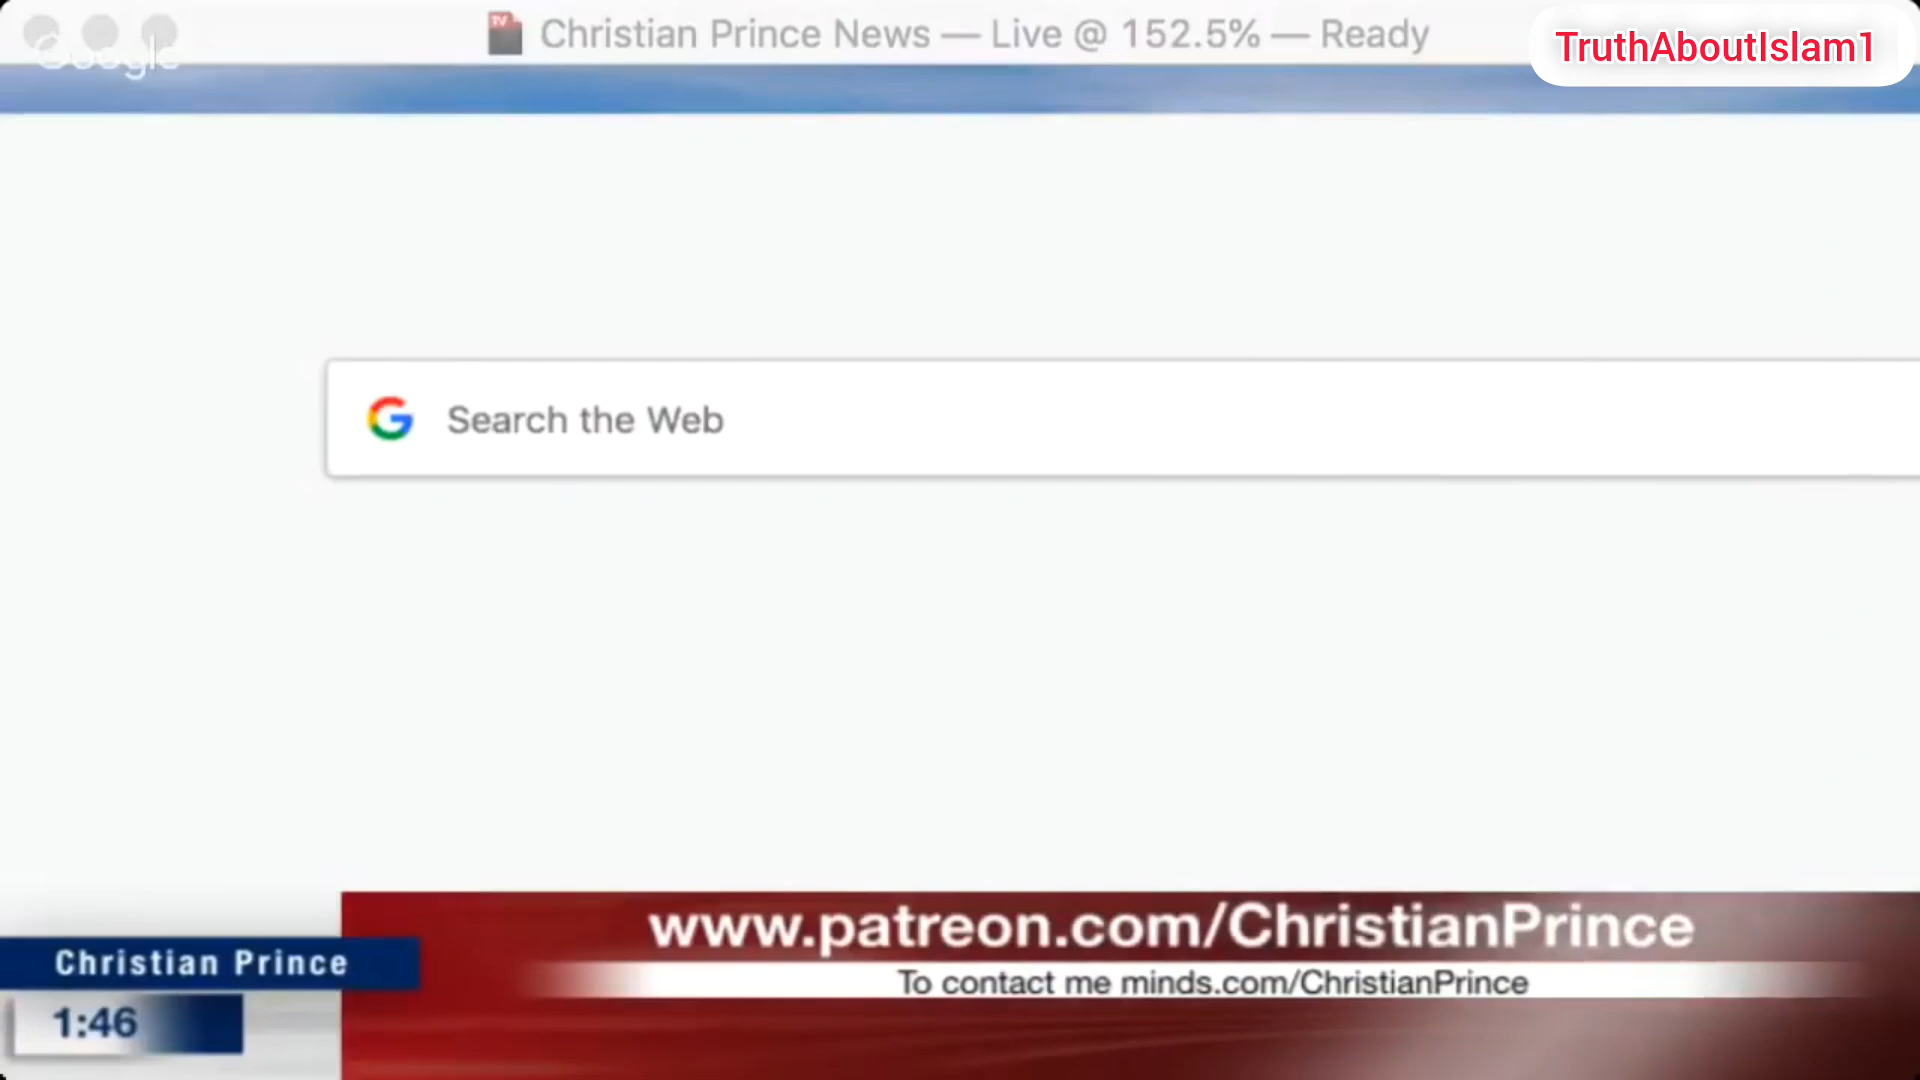 Christian Prince News — Live @ 152.5% — Ready
Google
TruthAboutIslam1
Search the Web
www.patreon.com/ChristianPrince
To contact me minds.com/ChristianPrince
Christian Prince
1:46